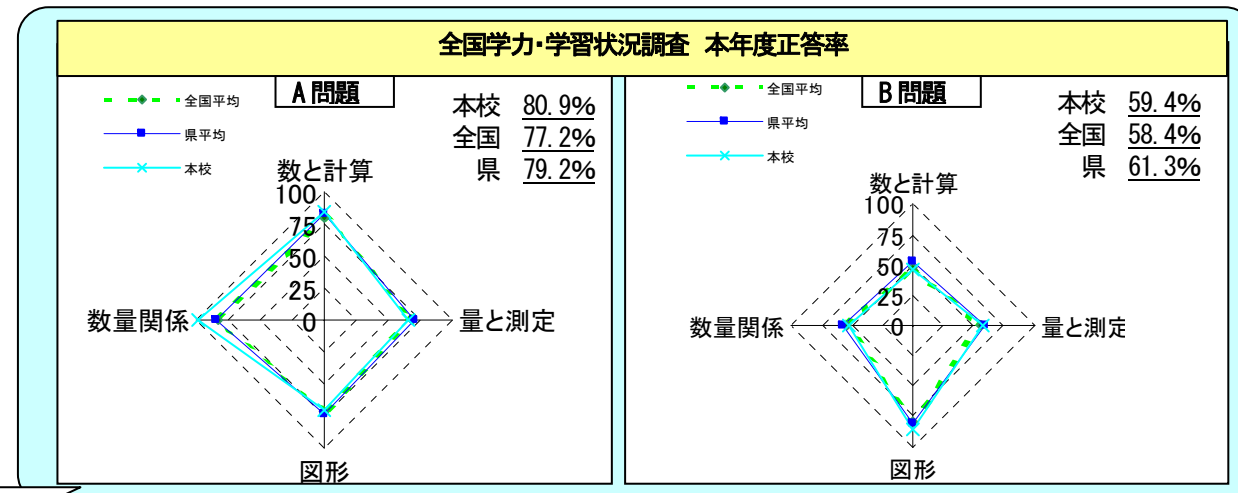 全国学力・学習状況調査 本年度正答率
A問題
全国平均
県平均
本校
本校 80.9%
全国 77.2%
県 79.2%
数と計算
100
75
50
25
0
数量関係
量と測定
図形
B問題
全国平均
県平均
本校
本校 59.4%
全国 58.4%
県 61.3%
数と計算
100
75
50
25
0
数量関係
量と測定
図形